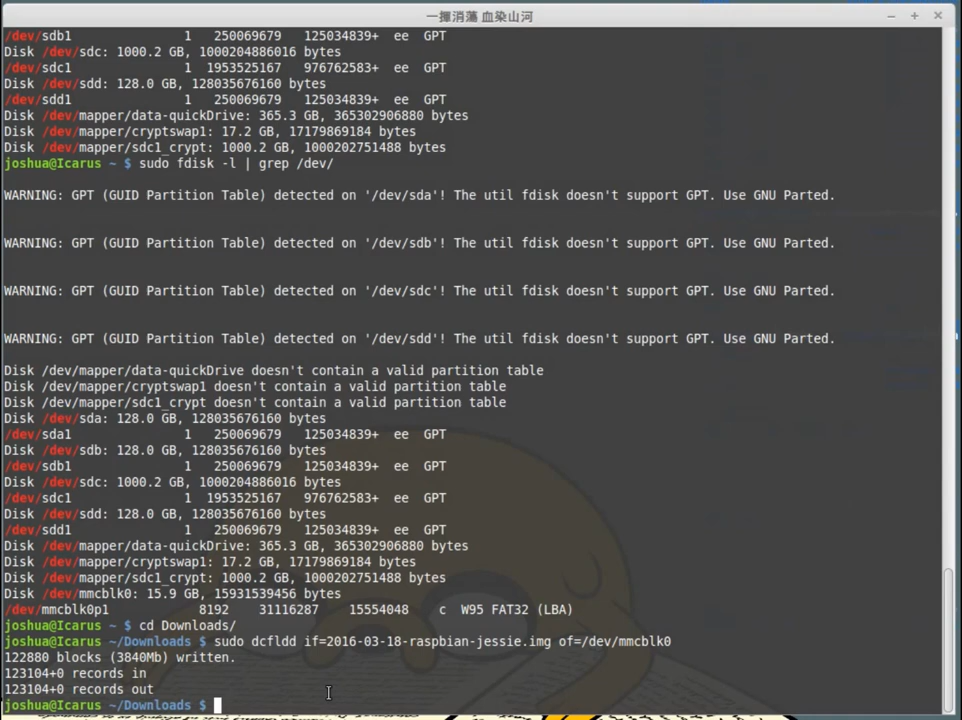 一揮消蕩 血染山河
/dev/sdb1 1 250069679 125034839+ ee GPT
Disk /dev/sdc: 1000.2 GB, 1000204886016 bytes
/dev/sdc1 1 1953525167 976762583+ ee GPT
Disk /dev/sdd: 128.0 GB, 128035676160 bytes
/dev/sdd1 1 250069679 125034839+ ee GPT
Disk /dev/mapper/data-quickDrive: 365.3 GB, 365302906880 bytes
Disk /dev/mapper/cryptswap1: 17.2 GB, 17179869184 bytes
Disk /dev/mapper/sdc1_crypt: 1000.2 GB, 1000202751488 bytes
joshua@Icarus ~ $ sudo fdisk -l | grep /dev/
WARNING: GPT (GUID Partition Table) detected on '/dev/sda'! The util fdisk doesn't support GPT. Use GNU Parted.
WARNING: GPT (GUID Partition Table) detected on '/dev/sdb'! The util fdisk doesn't support GPT. Use GNU Parted.
WARNING: GPT (GUID Partition Table) detected on '/dev/sdc'! The util fdisk doesn't support GPT. Use GNU Parted.
WARNING: GPT (GUID Partition Table) detected on '/dev/sdd'! The util fdisk doesn't support GPT. Use GNU Parted.
Disk /dev/mapper/data-quickDrive doesn't contain a valid partition table
Disk /dev/mapper/cryptswap1 doesn't contain a valid partition table
Disk /dev/mapper/sdc1_crypt doesn't contain a valid partition table
Disk /dev/sda: 128.0 GB, 128035676160 bytes
/dev/sda1 1 250069679 125034839+ ee GPT
Disk /dev/sdb: 128.0 GB, 128035676160 bytes
/dev/sdb1 1 250069679 125034839+ ee GPT
Disk /dev/sdc: 1000.2 GB, 1000204886016 bytes
/dev/sdc1 1 1953525167 976762583+ ee GPT
Disk /dev/sdd: 128.0 GB, 128035676160 bytes
/dev/sdd1 1 250069679 125034839+ ee GPT
Disk /dev/mapper/data-quickDrive: 365.3 GB, 365302906880 bytes
Disk /dev/mapper/cryptswap1: 17.2 GB, 17179869184 bytes
Disk /dev/mapper/sdc1_crypt: 1000.2 GB, 1000202751488 bytes
Disk /dev/mmcblk0: 15.9 GB, 15931539456 bytes
/dev/mmcblk0p1 8192 31116287 15554048 c W95 FAT32 (LBA)
joshua@Icarus ~ $ cd Downloads/
joshua@Icarus ~/Downloads $ sudo dcfldd if=2016-03-18-raspbian-jessie.img of=/dev/mmcblk0
122880 blocks (3840Mb) written.
123104+0 records in
123104+0 records out
joshua@Icarus ~/Downloads $